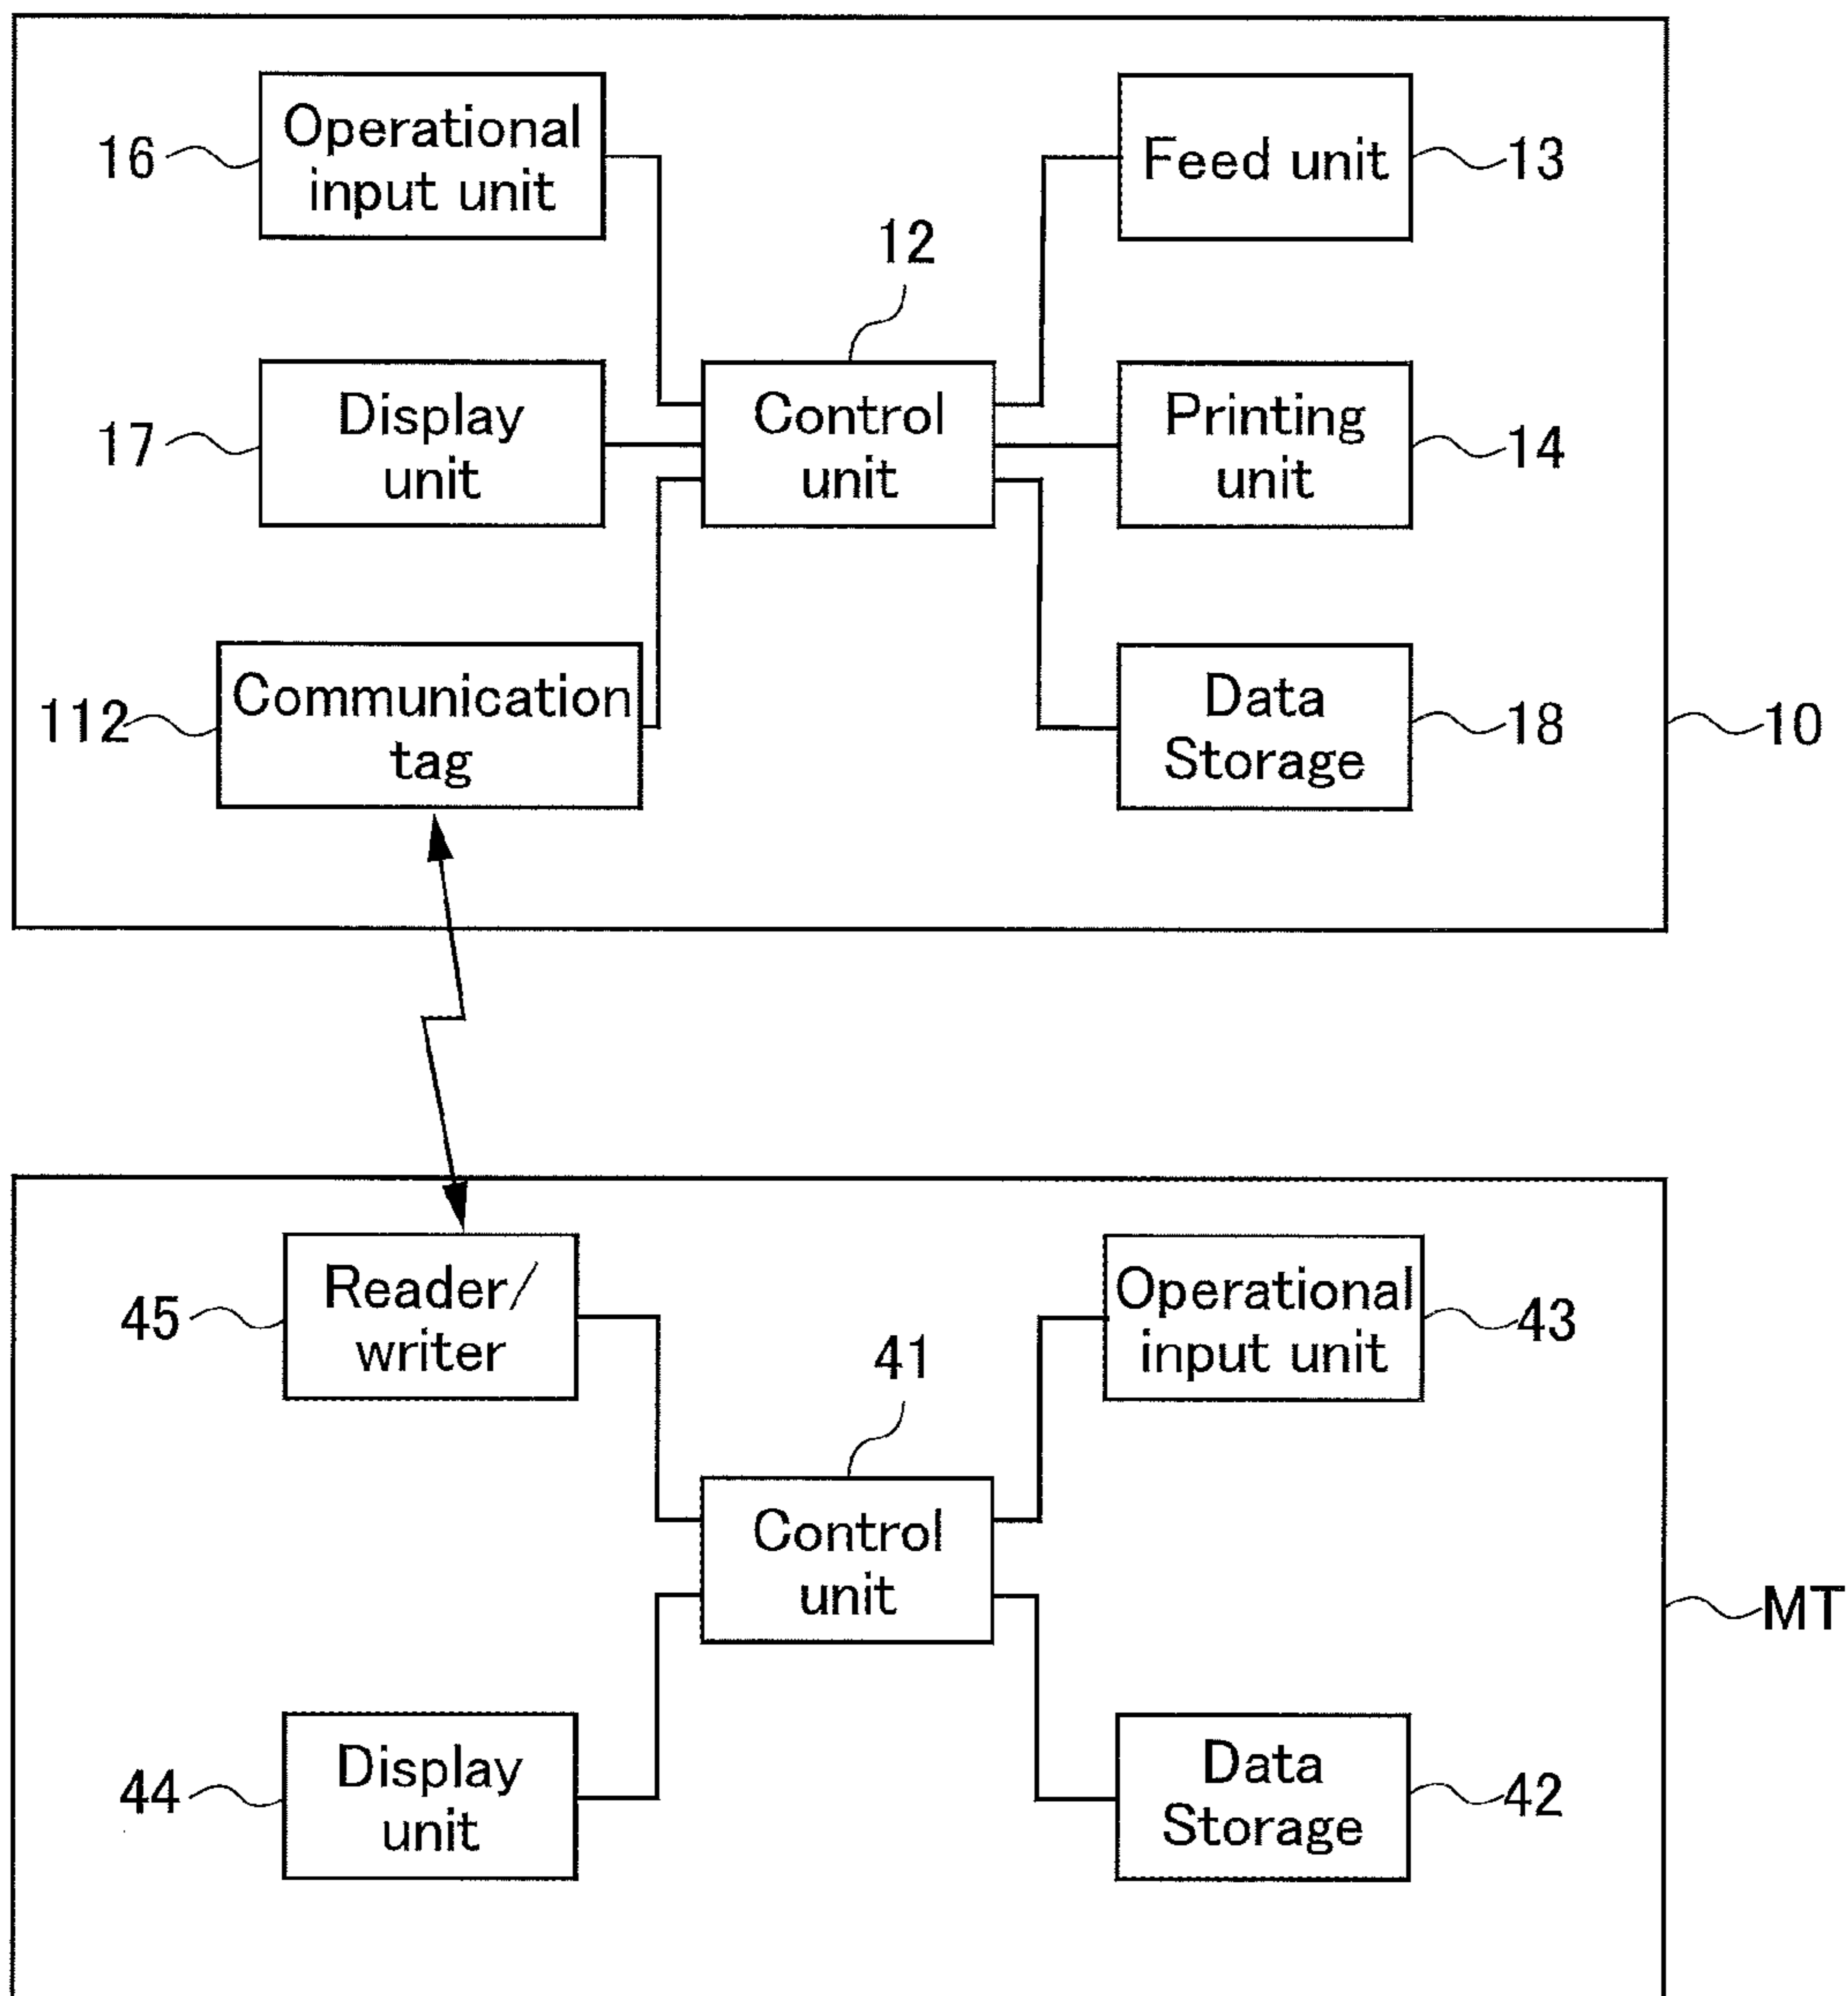 16
Operational
input unit
Feed unit
13
12
17
Display
unit
Control
unit
Printing
unit
14
112
Communication
tag
Data
Storage
18
10
45
Reader/
writer
Operational
input unit
43
41
Control
unit
MT
44
Display
unit
Data
Storage
42